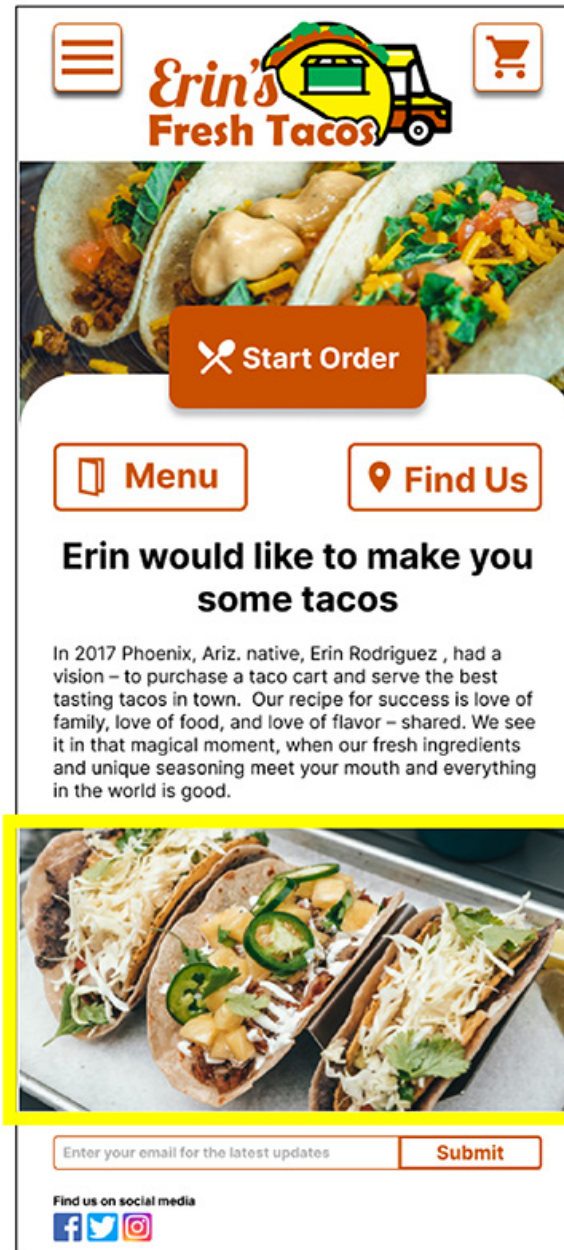 Erin's
Fresh Tacos
Start Order
Menu
Find Us
Erin would like to make you
some tacos
In 2017 Phoenix, Ariz. native, Erin Rodriguez , had a
vision – to purchase a taco cart and serve the best
tasting tacos in town.  Our recipe for success is love of
family, love of food, and love of flavor – shared. We see
it in that magical moment, when our fresh ingredients
and unique seasoning meet your mouth and everything
in the world is good.
Enter your email for the latest updates
Submit
Find us on social media